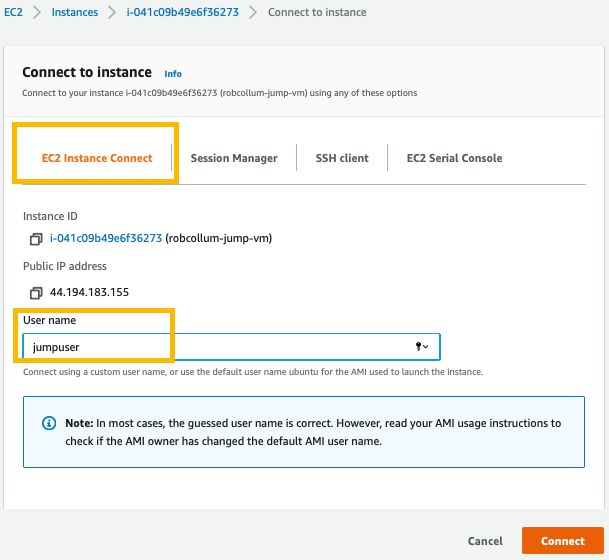 EC2 > Instances > i-041c09b49e6f36273 > Connect to instance
Connect to instance Info
Connect to your instance i-041c09b49e6f36273 (robcollum-jump-vm) using any of these options
EC2 Instance Connect Session Manager SSH client EC2 Serial Console
Instance ID
i-041c09b49e6f36273 (robcollum-jump-vm)
Public IP address
44.194.183.155
User name
jumpuser
Connect using a custom user name, or use the default user name ubuntu for the AMI used to launch the instance.
Note: In most cases, the guessed user name is correct. However, read your AMI usage instructions to
check if the AMI owner has changed the default AMI user name.
Cancel Connect